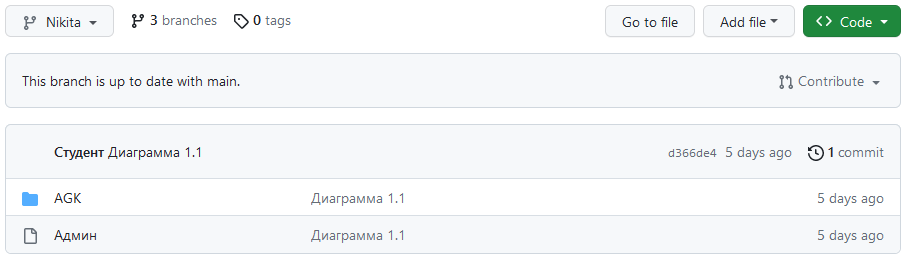 Nikita 3 branches 0 tags Go to file Add file Code
This branch is up to date with main. Contribute
Студент Диаграмма 1.1 d366de4 5 days ago 1 commit
AGK Диаграмма 1.1 5 days ago
Админ Диаграмма 1.1 5 days ago